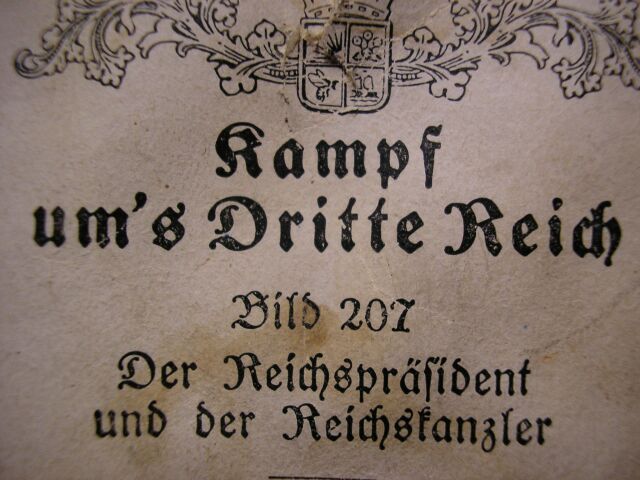 Kampf
um's Dritte Reich
Bild 207
Der Reichspräsident
und der Reichskanzler